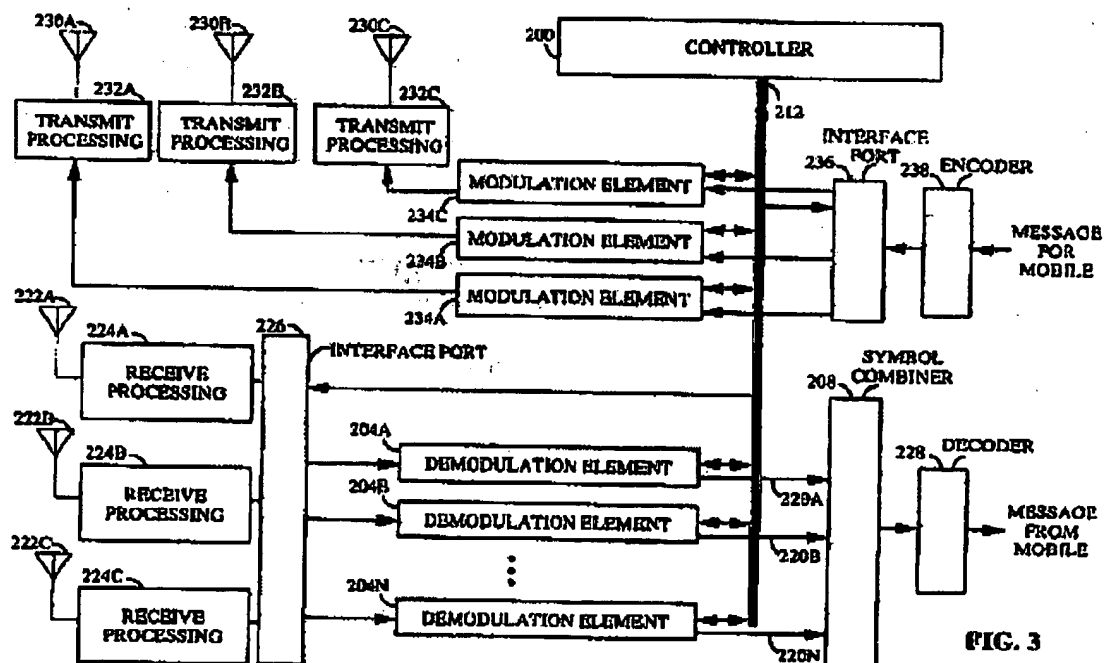 230A
230B
230C
200
CONTROLLER
232A
232B
232C
212
TRANSMIT
PROCESSING
TRANSMIT
PROCESSING
TRANSMIT
PROCESSING
INTERFACE
PORT
236
238
ENCODER
MODULATION ELEMENT
234C
MODULATION ELEMENT
234B
MODULATION ELEMENT
234A
MESSAGE
FOR
MOBILE
222A
224A
226
INTERFACE PORT
RECEIVE
PROCESSING
SYMBOL
COMBINER
208
222B
224B
RECEIVE
PROCESSING
204A
DEMODULATION ELEMENT
220A
204B
DEMODULATION ELEMENT
220B
228
DECODER
MESSAGE
FROM
MOBILE
222C
224C
RECEIVE
PROCESSING
204N
DEMODULATION ELEMENT
220N
FIG. 3